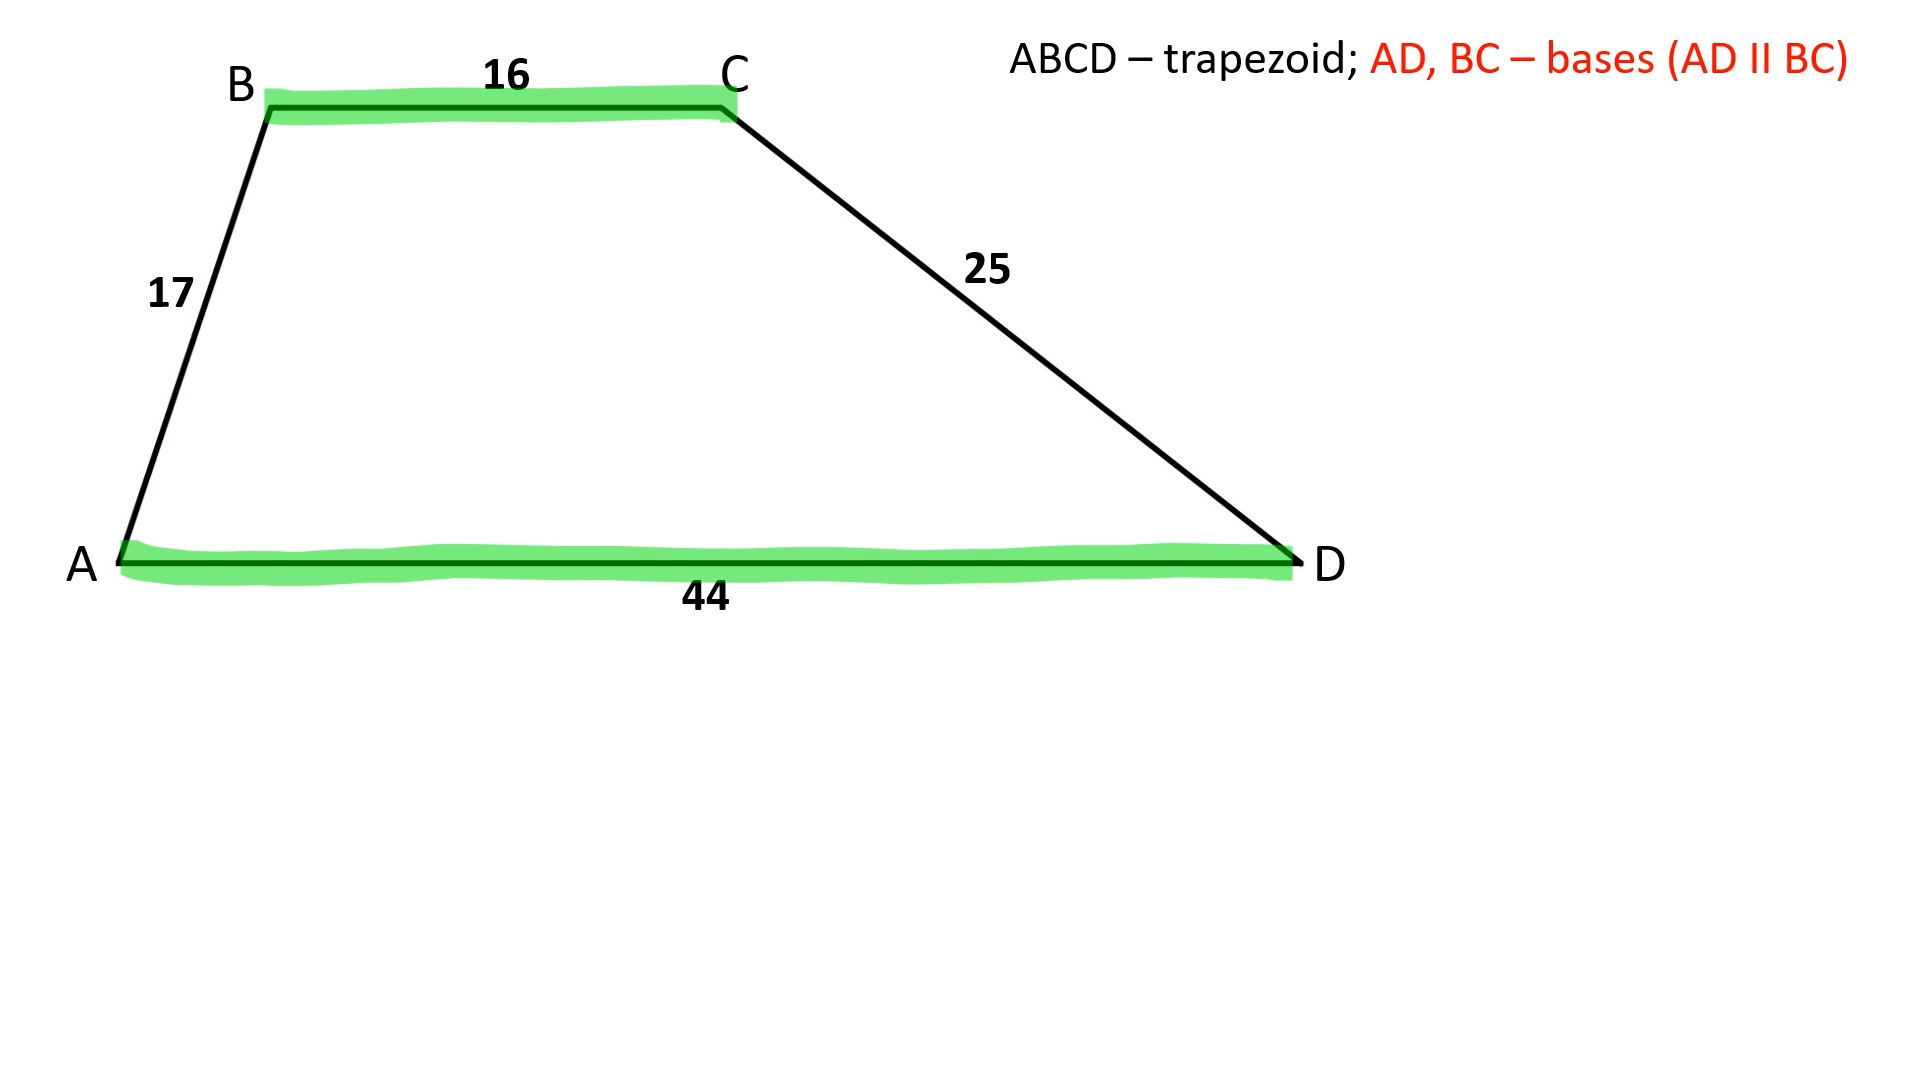 ABCD – trapezoid; AD, BC – bases (AD II BC)
B
16
C
17
25
A
44
D